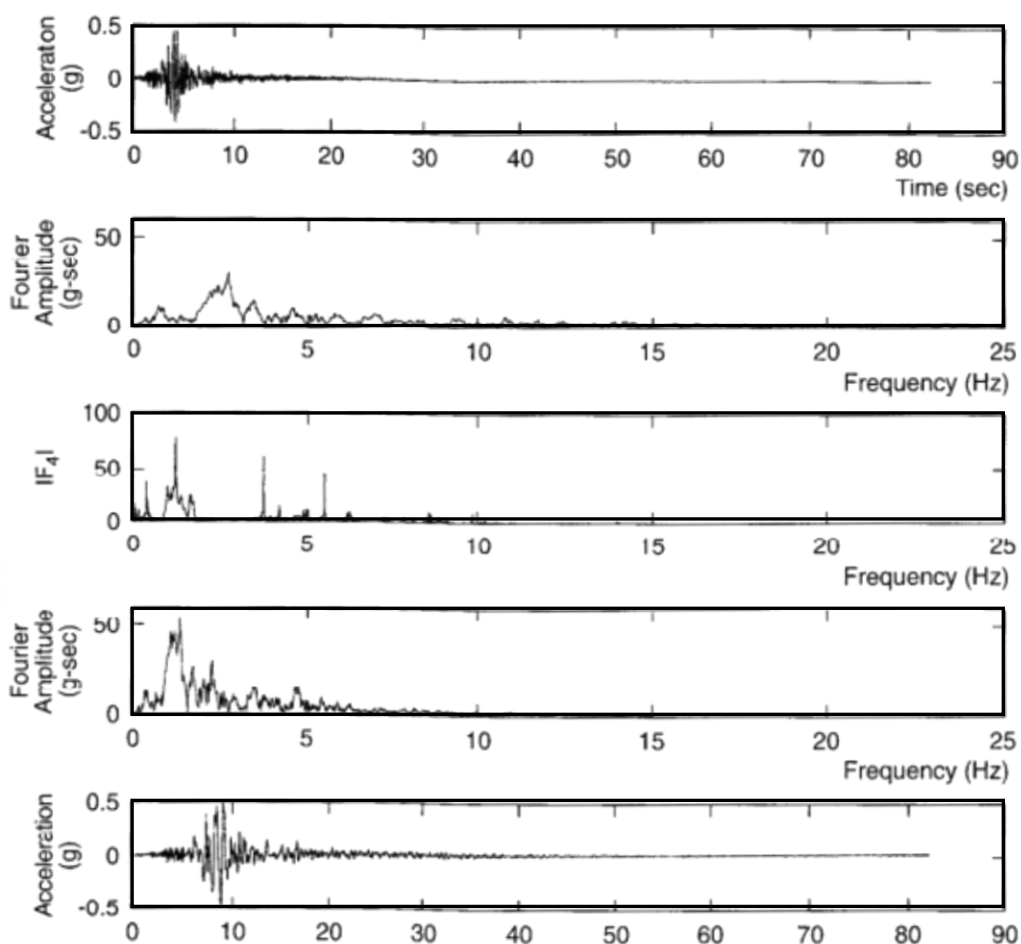 Acceleraton
(g)
0.5
0
-0.5
0 10 20 30 40 50 60 70 80 90
Time (sec)
Fourier
Amplitude
(g-sec)
50
0
0 5 10 15 20 25
Frequency (Hz)
|F4|
100
50
0
0 5 10 15 20 25
Frequency (Hz)
Fourier
Amplitude
(g-sec)
50
0
0 5 10 15 20 25
Frequency (Hz)
Acceleration
(g)
0.5
0
-0.5
0 10 20 30 40 50 60 70 80 90